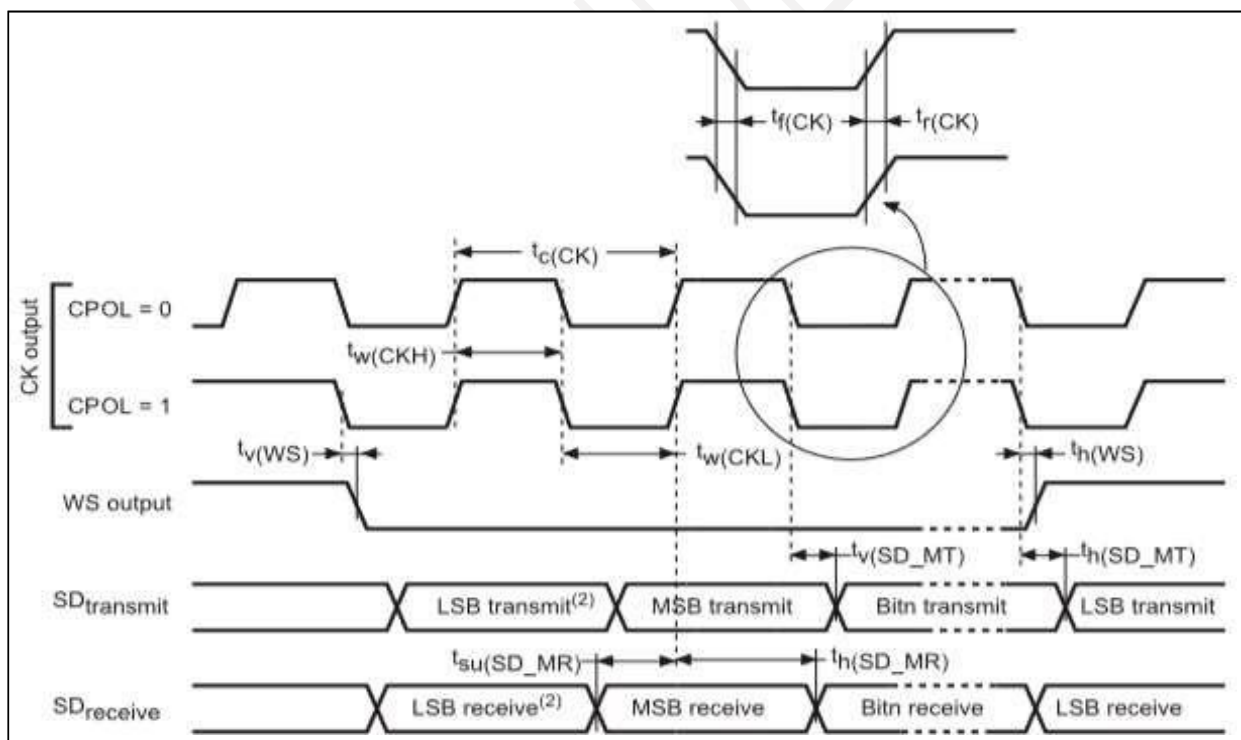 tf(CK)
tr(CK)
tc(CK)
CK output
CPOL = 0
tw(CKH)
CPOL = 1
tv(WS)
tw(CKL)
th(WS)
WS output
tv(SD_MT)
th(SD_MT)
SDtransmit
LSB transmit(2)
MSB transmit
Bitn transmit
LSB transmit
tsu(SD_MR)
th(SD_MR)
SDreceive
LSB receive(2)
MSB receive
Bitn receive
LSB receive